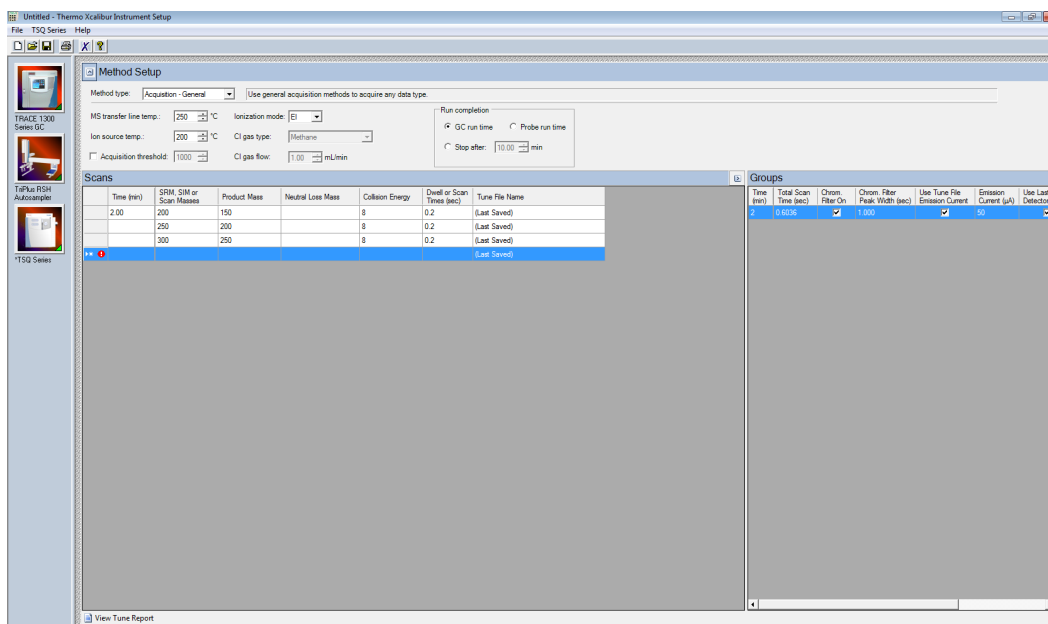 Untitled - Thermo Xcalibur Instrument Setup
File TSQ Series Help
Method Setup
Method type: Acquisition - General Use general acquisition methods to acquire any data type.
MS transfer line temp.: 250 °C Ionization mode: EI
Ion source temp.: 200 °C CI gas type: Methane
Acquisition threshold: 1000 CI gas flow: 1.00 mL/min
Run completion
GC run time Probe run time
Stop after: 10.00 min
TRACE 1300
Series GC
TriPlus RSH
Autosampler
*TSQ Series
Scans
Time (min) SRM, SIM or Scan Masses Product Mass Neutral Loss Mass Collision Energy Dwell or Scan Times (sec) Tune File Name
2.00 200 150 8 0.2 (Last Saved)
250 200 8 0.2 (Last Saved)
300 250 8 0.2 (Last Saved)
(Last Saved)
Groups
Time (min) Total Scan Time (sec) Chrom. Filter On Chrom. Filter Peak Width (sec) Use Tune File Emission Current Emission Current (µA) Use Last Detector
2 0.6036 1.000 50
View Tune Report